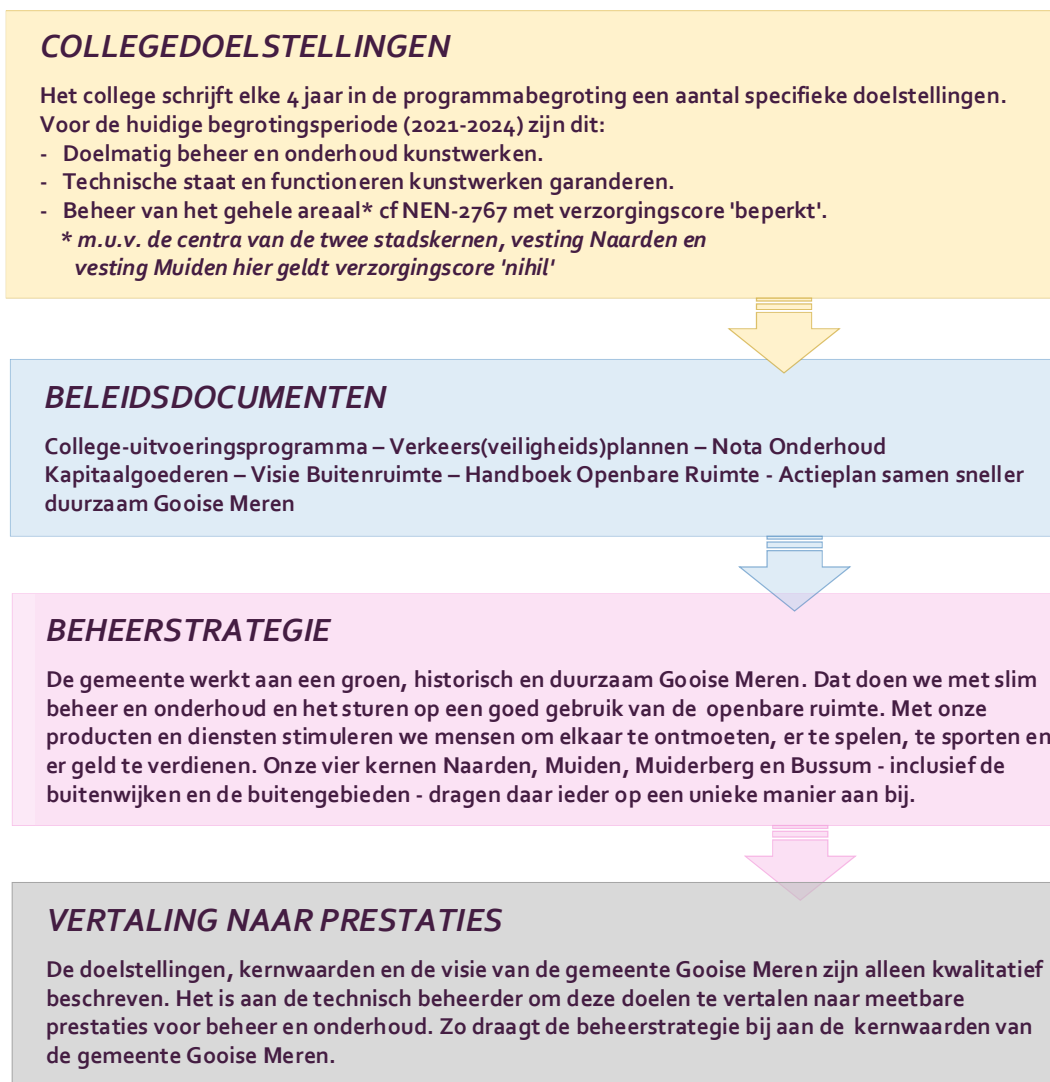 COLLEGEDOELSTELLINGEN
Het college schrijft elke 4 jaar in de programmabegroting een aantal specifieke doelstellingen.
Voor de huidige begrotingsperiode (2021-2024) zijn dit:
- Doelmatig beheer en onderhoud kunstwerken.
- Technische staat en functioneren kunstwerken garanderen.
- Beheer van het gehele areaal* cf NEN-2767 met verzorgingscore 'beperkt'.
* m.u.v. de centra van de twee stadskernen, vesting Naarden en
vesting Muiden hier geldt verzorgingscore 'nihil'
BELEIDSDOCUMENTEN
College-uitvoeringsprogramma – Verkeers(veiligheids)plannen – Nota Onderhoud
Kapitaalgoederen – Visie Buitenruimte – Handboek Openbare Ruimte - Actieplan samen sneller
duurzaam Gooise Meren
BEHEERSTRATEGIE
De gemeente werkt aan een groen, historisch en duurzaam Gooise Meren. Dat doen we met slim
beheer en onderhoud en het sturen op een goed gebruik van de openbare ruimte. Met onze
producten en diensten stimuleren we mensen om elkaar te ontmoeten, er te spelen, te sporten en
er geld te verdienen. Onze vier kernen Naarden, Muiden, Muiderberg en Bussum - inclusief de
buitenwijken en de buitengebieden - dragen daar ieder op een unieke manier aan bij.
VERTALING NAAR PRESTATIES
De doelstellingen, kernwaarden en de visie van de gemeente Gooise Meren zijn alleen kwalitatief
beschreven. Het is aan de technisch beheerder om deze doelen te vertalen naar meetbare
prestaties voor beheer en onderhoud. Zo draagt de beheerstrategie bij aan de kernwaarden van
de gemeente Gooise Meren.